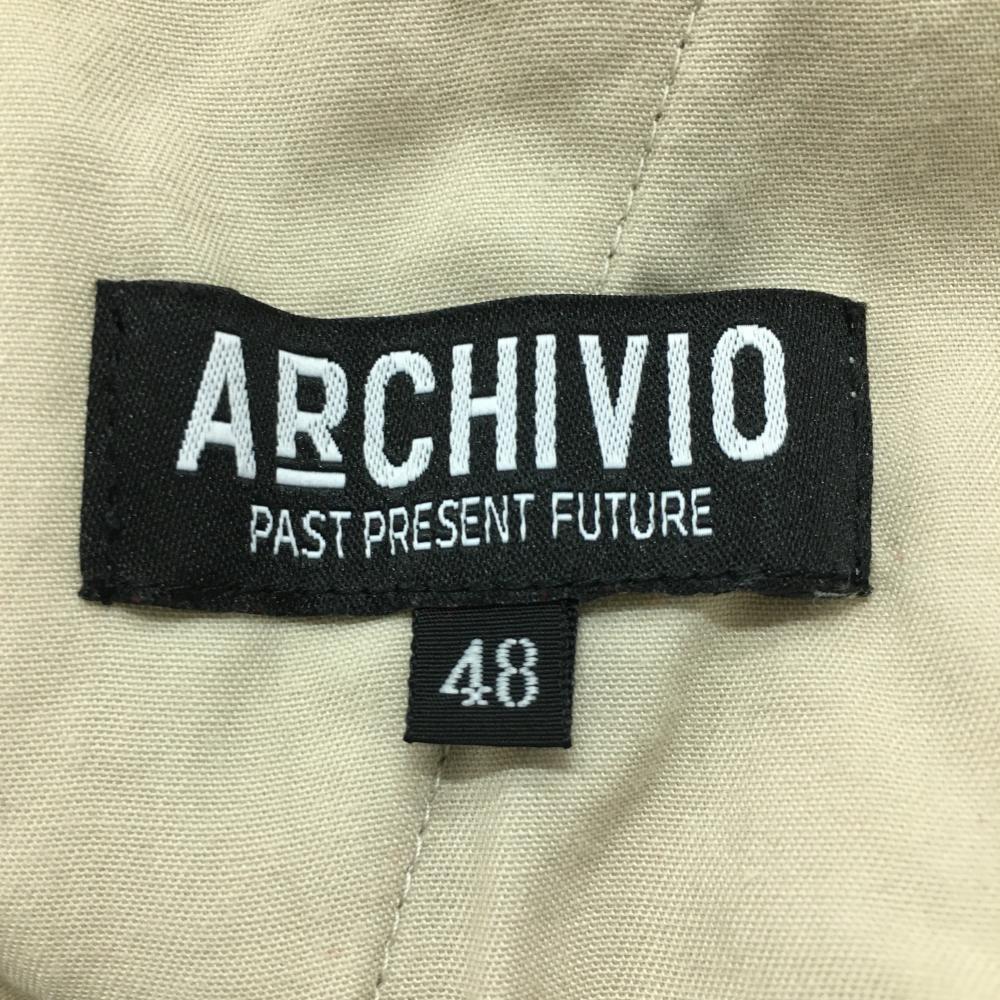 ARCHIVIO
PAST PRESENT FUTURE
48